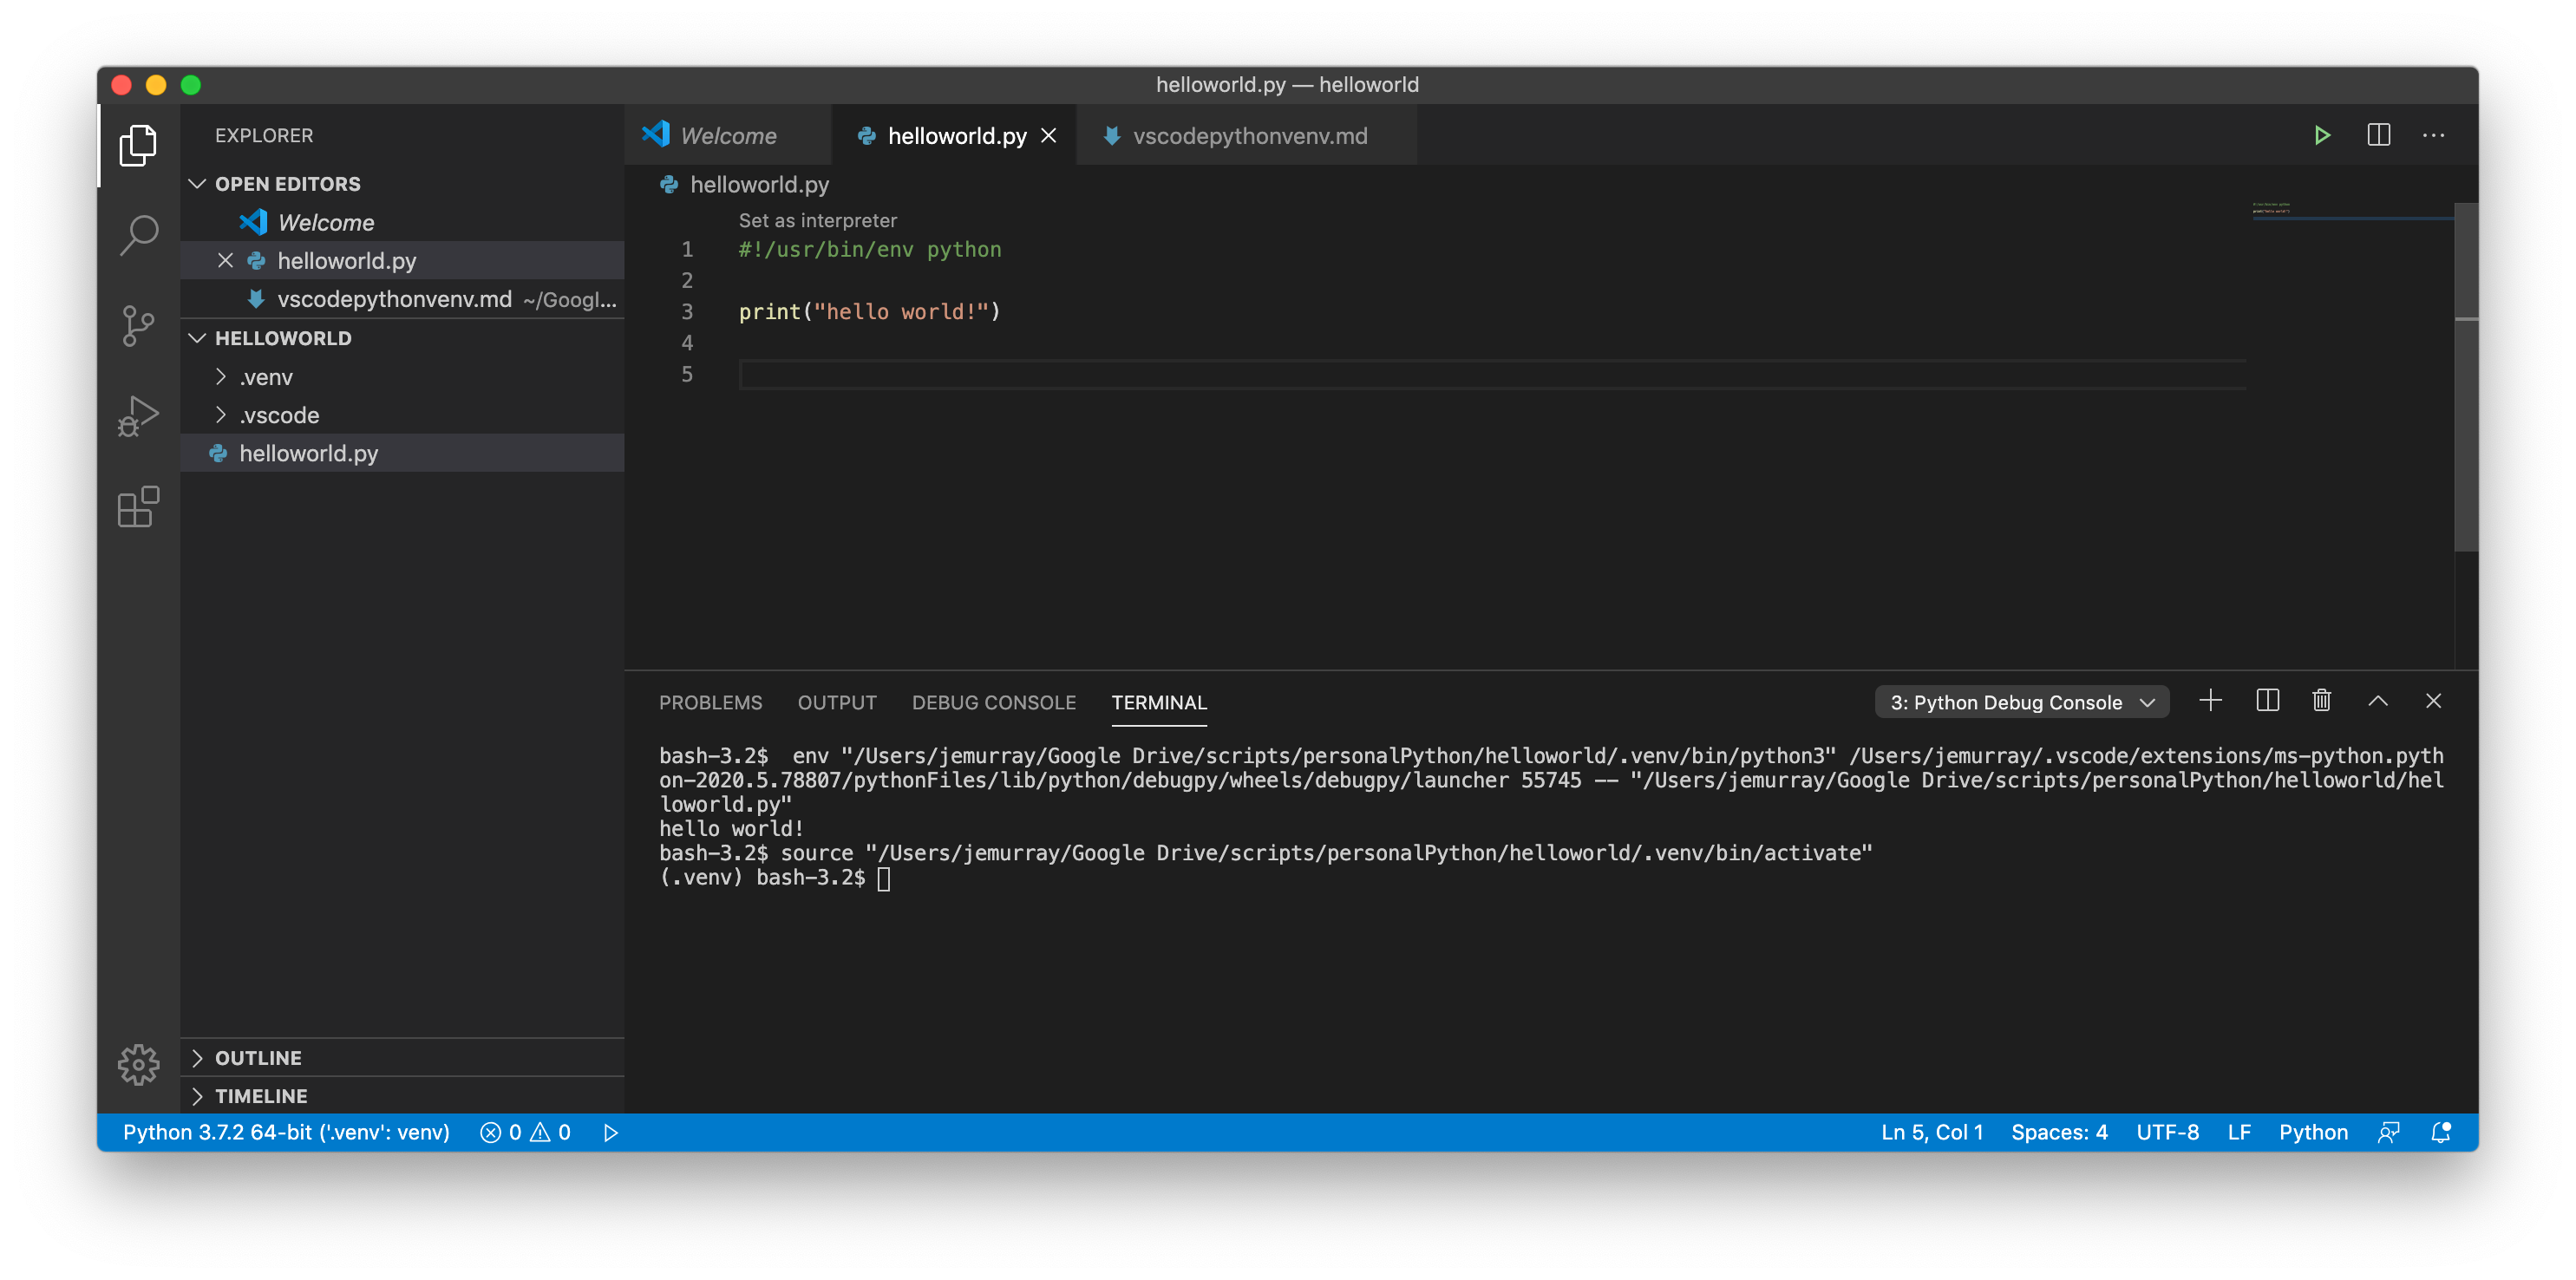 helloworld.py — helloworld
EXPLORER
OPEN EDITORS
Welcome
helloworld.py
vscodepythonvenv.md ~/Googl...
HELLOWORLD
.venv
.vscode
helloworld.py
OUTLINE
TIMELINE
Welcome
helloworld.py
vscodepythonvenv.md
helloworld.py
Set as interpreter
1 #!/usr/bin/env python
2
3 print("hello world!")
4
5
PROBLEMS OUTPUT DEBUG CONSOLE TERMINAL
3: Python Debug Console
bash-3.2$  env "/Users/jemurray/Google Drive/scripts/personalPython/helloworld/.venv/bin/python3" /Users/jemurray/.vscode/extensions/ms-python.pyth
on-2020.5.78807/pythonFiles/lib/python/debugpy/wheels/debugpy/launcher 55745 -- "/Users/jemurray/Google Drive/scripts/personalPython/helloworld/hel
loworld.py"
hello world!
bash-3.2$ source "/Users/jemurray/Google Drive/scripts/personalPython/helloworld/.venv/bin/activate"
(.venv) bash-3.2$
Python 3.7.2 64-bit ('.venv': venv) 0 0 Ln 5, Col 1 Spaces: 4 UTF-8 LF Python